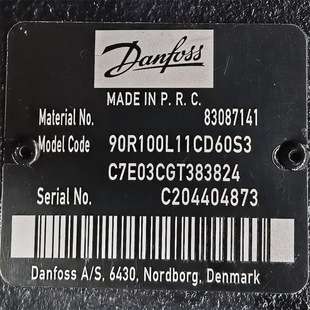 Danfoss
MADE IN P. R. C.
Material No. 83087141
Model Code 90R100L11CD60S3
C7E03CGT383824
Serial No. C204404873
Danfoss A/S, 6430, Nordborg, Denmark